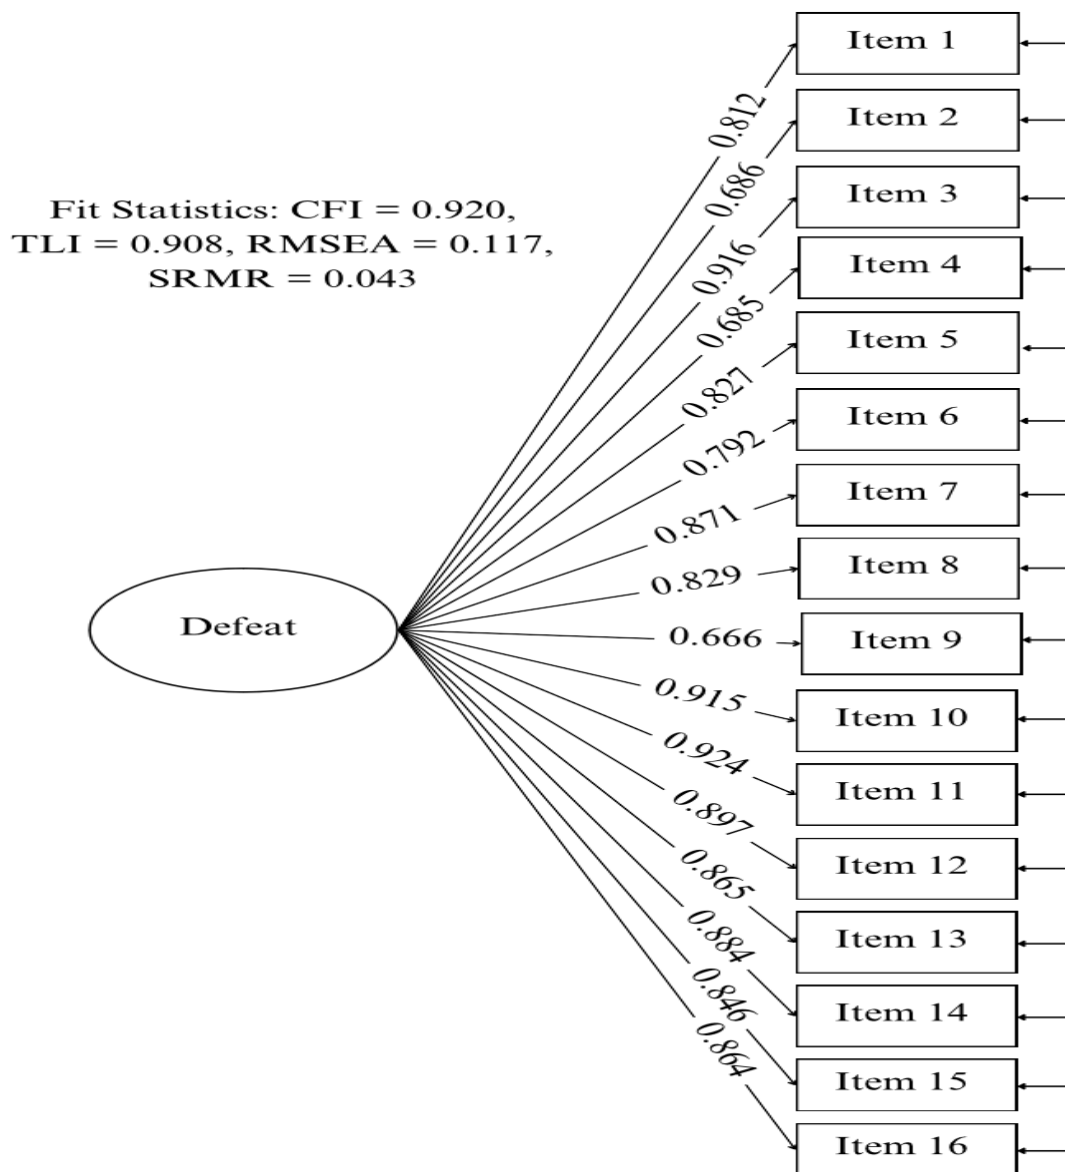 Fit Statistics: CFI = 0.920,
TLI = 0.908, RMSEA = 0.117,
SRMR = 0.043
Defeat
0.812
0.686
0.916
0.685
0.827
0.792
0.871
0.829
0.666
0.915
0.924
0.897
0.865
0.884
0.846
0.864
Item 1
Item 2
Item 3
Item 4
Item 5
Item 6
Item 7
Item 8
Item 9
Item 10
Item 11
Item 12
Item 13
Item 14
Item 15
Item 16